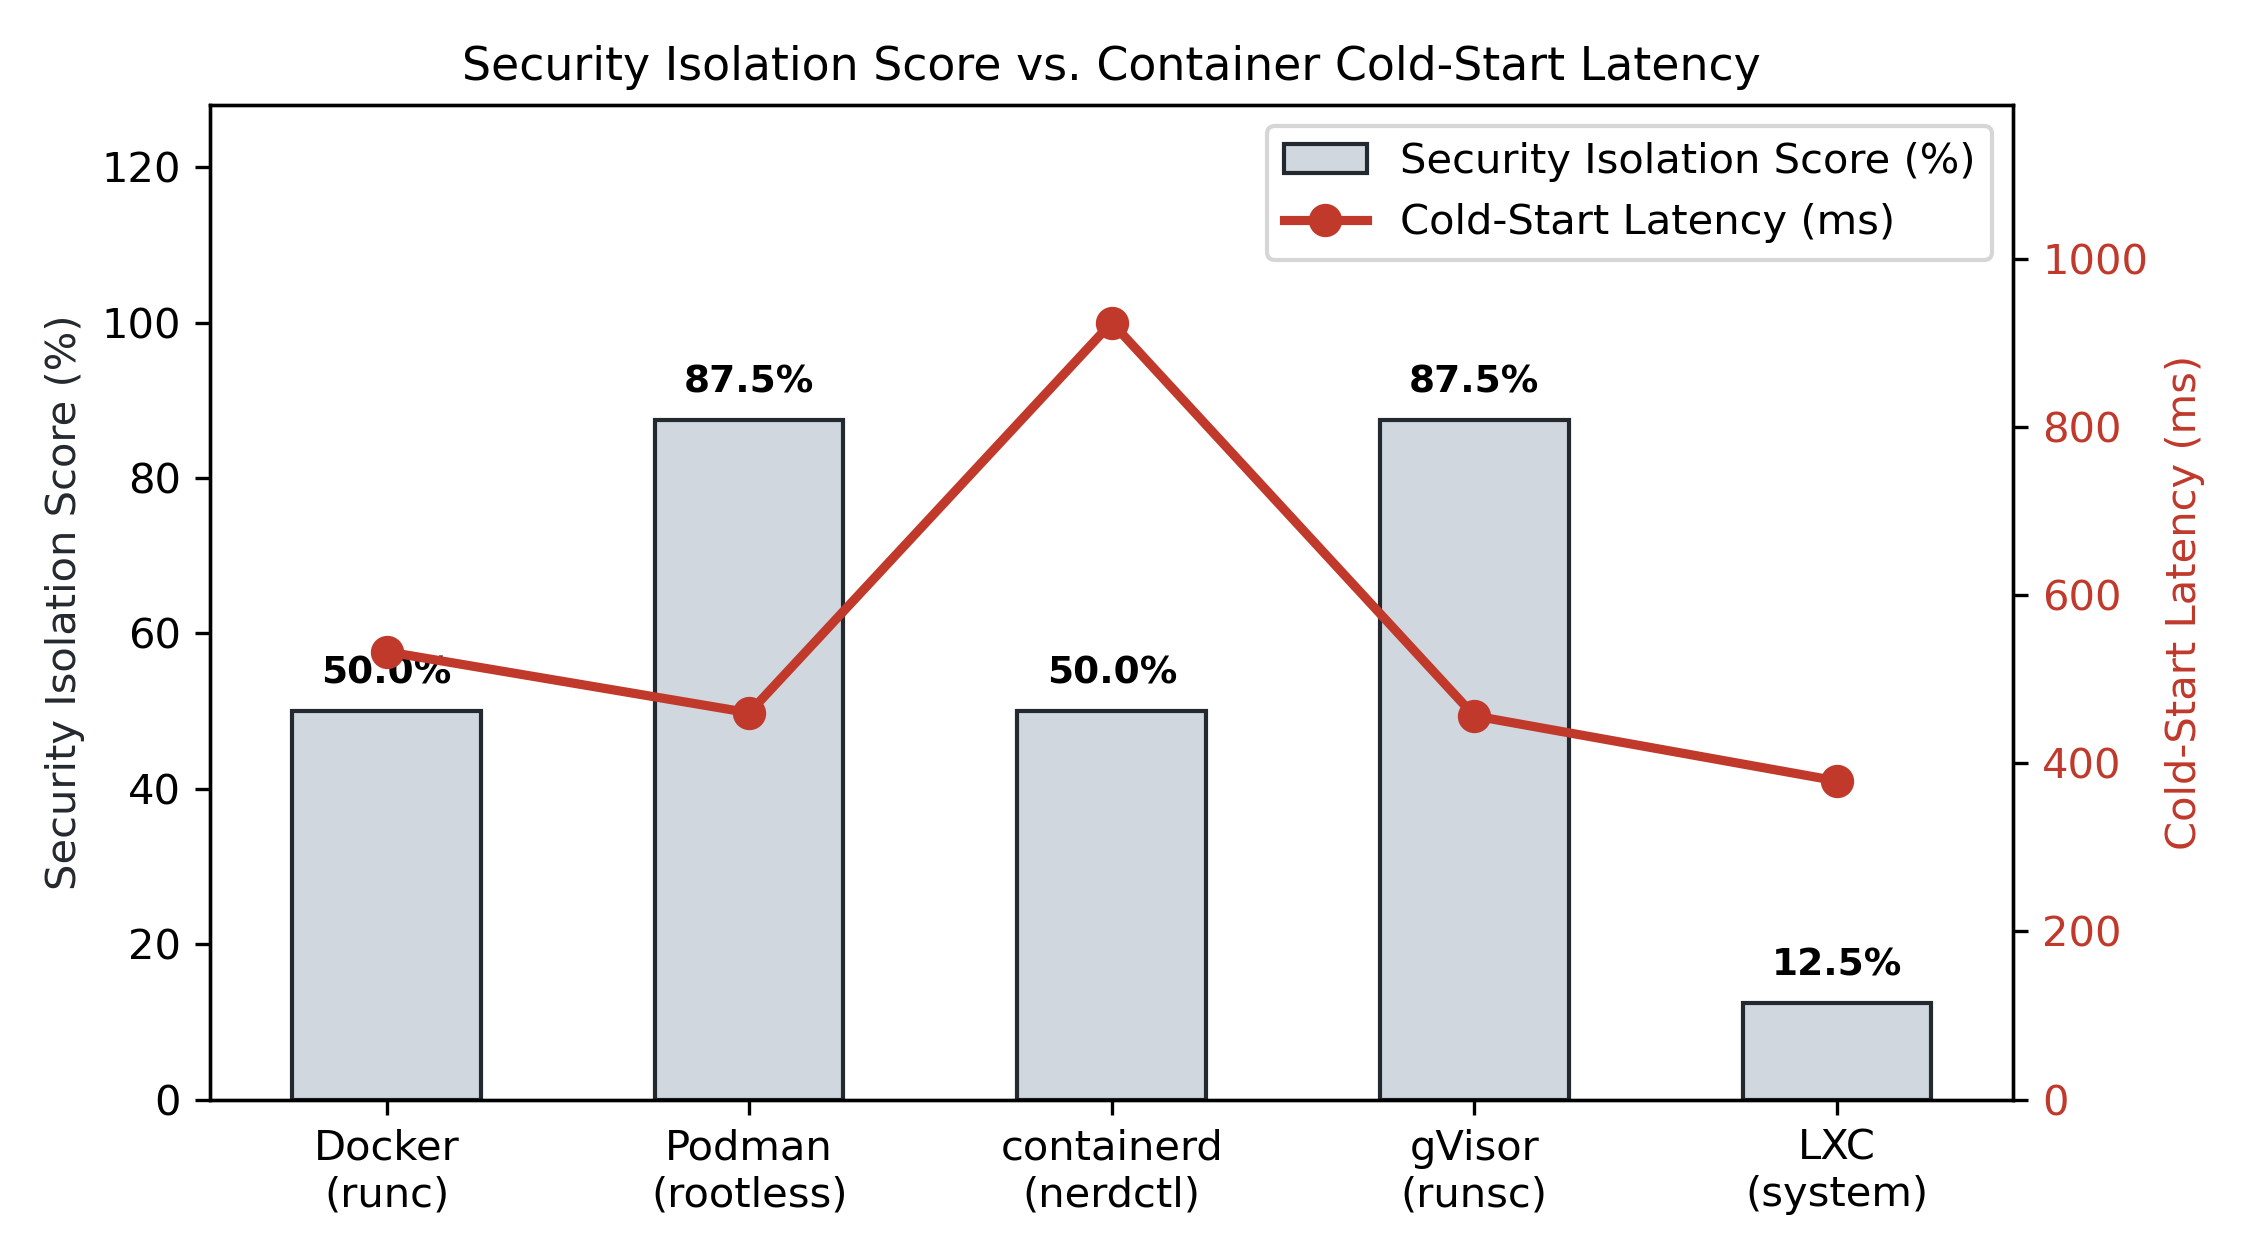 Security Isolation Score vs. Container Cold-Start Latency
Security Isolation Score (%)
Cold-Start Latency (ms)
120
100
80
60
40
20
0
Security Isolation Score (%)
50.0%
87.5%
50.0%
87.5%
12.5%
1000
800
600
400
200
0
Cold-Start Latency (ms)
Docker
(runc)
Podman
(rootless)
containerd
(nerdctl)
gVisor
(runsc)
LXC
(system)